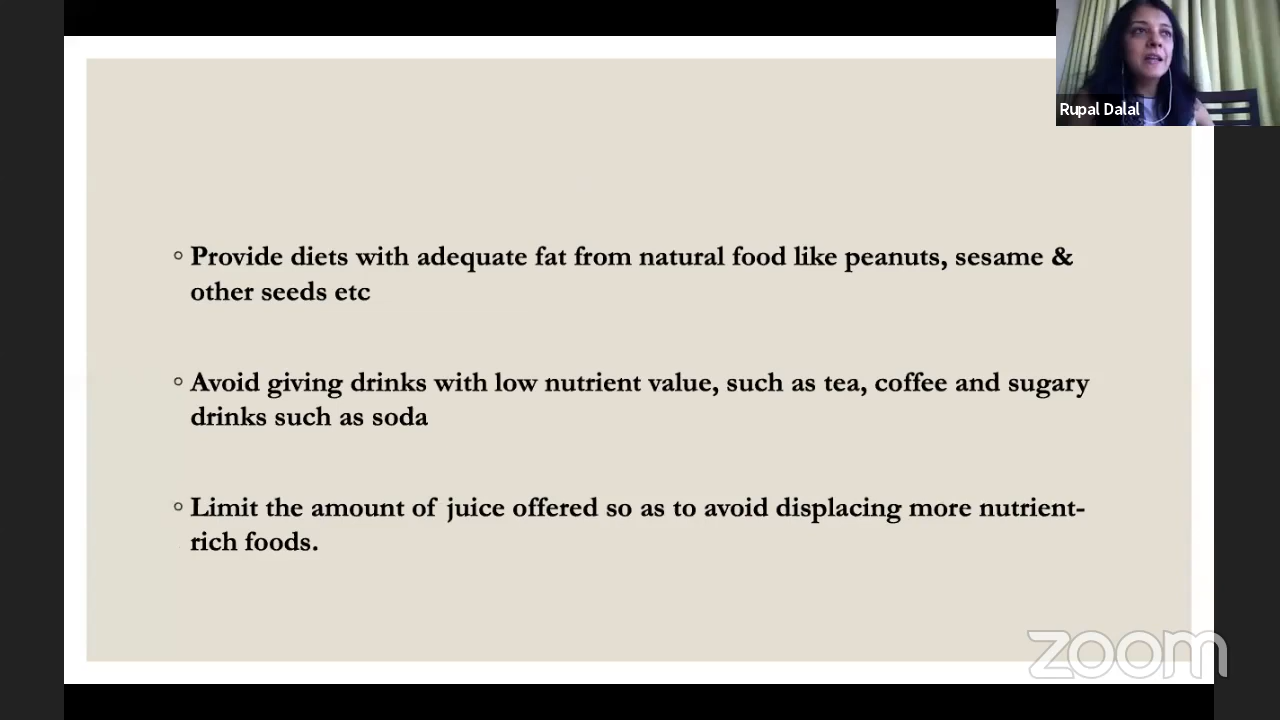 Rupal Dalal
◦ Provide diets with adequate fat from natural food like peanuts, sesame &
other seeds etc
◦ Avoid giving drinks with low nutrient value, such as tea, coffee and sugary
drinks such as soda
◦ Limit the amount of juice offered so as to avoid displacing more nutrient-
rich foods.
zoom